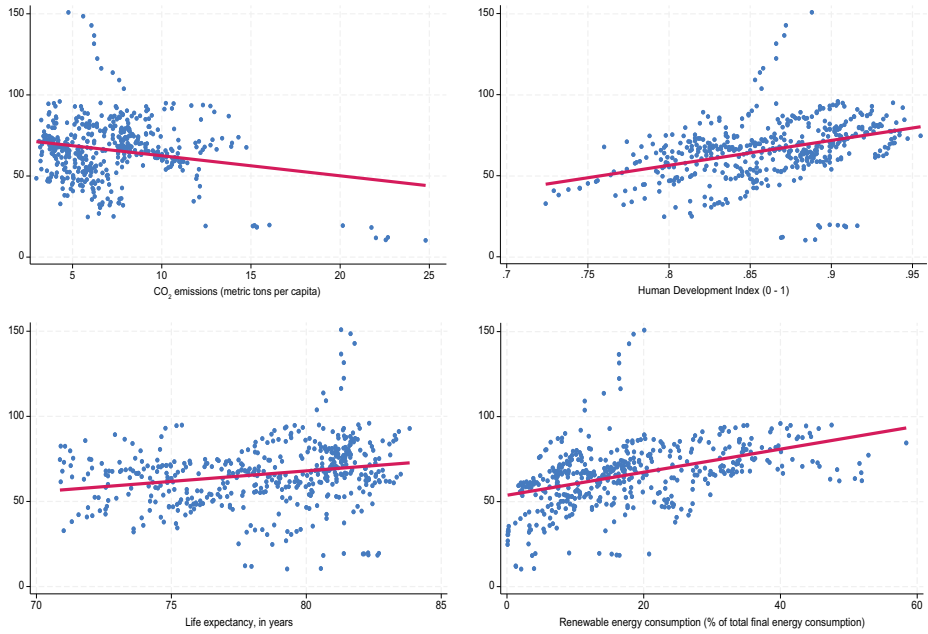 150
100
50
0
5 10 15 20 25
CO2 emissions (metric tons per capita)
150
100
50
0
.7 .75 .8 .85 .9 .95
Human Development Index (0 - 1)
150
100
50
0
70 75 80 85
Life expectancy, in years
150
100
50
0
0 20 40 60
Renewable energy consumption (% of total final energy consumption)